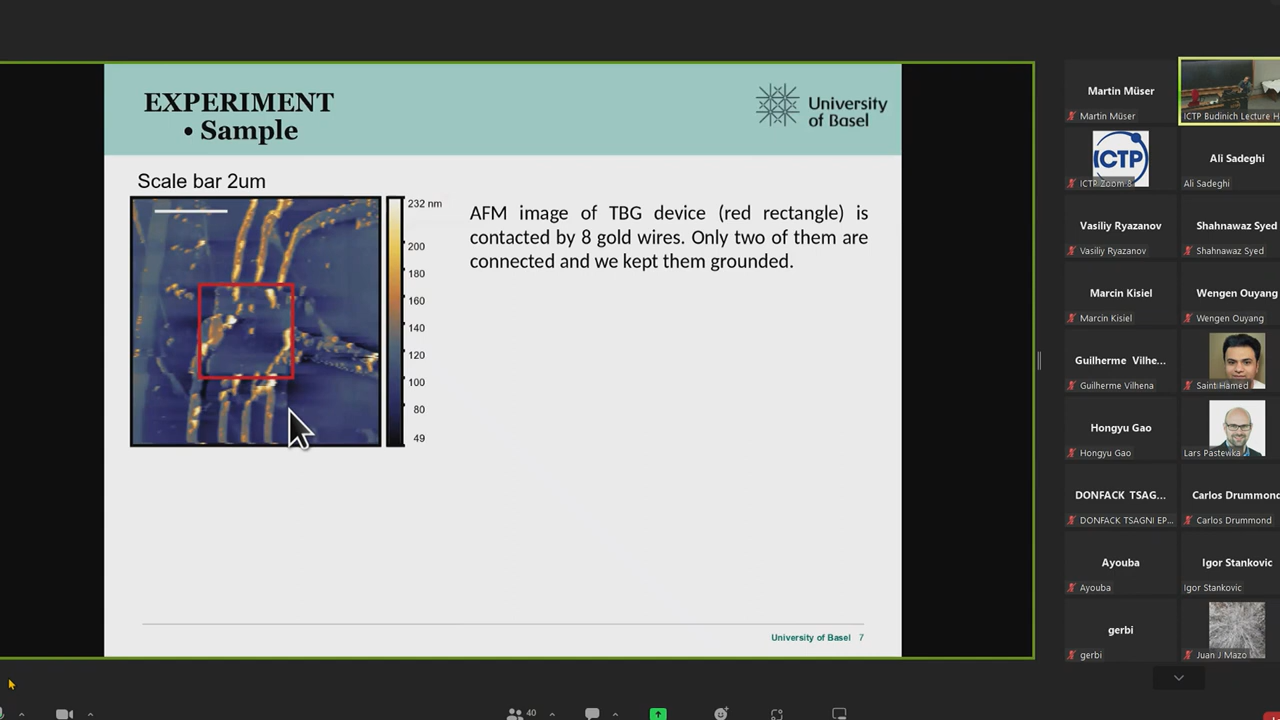 EXPERIMENT
• Sample
University
of Basel
Scale bar 2um
232 nm
200
180
160
140
120
100
80
49
AFM image of TBG device (red rectangle) is
contacted by 8 gold wires. Only two of them are
connected and we kept them grounded.
University of Basel 7
Martin Müser
Martin Müser
ICTP Budinich Lecture H
ICTP
ICTP Zoom 8
Ali Sadeghi
Ali Sadeghi
Vasiliy Ryazanov
Vasiliy Ryazanov
Shahnawaz Syed
Shahnawaz Syed
Marcin Kisiel
Marcin Kisiel
Wengen Ouyang
Wengen Ouyang
Guilherme Vilhe...
Guilherme Vilhena
Saint Hamed
Hongyu Gao
Hongyu Gao
Lars Pastewka
DONFACK TSAG...
DONFACK TSAGNI EP...
Carlos Drummond
Carlos Drummond
Ayouba
Ayouba
Igor Stankovic
Igor Stankovic
gerbi
gerbi
Juan J Mazo
40